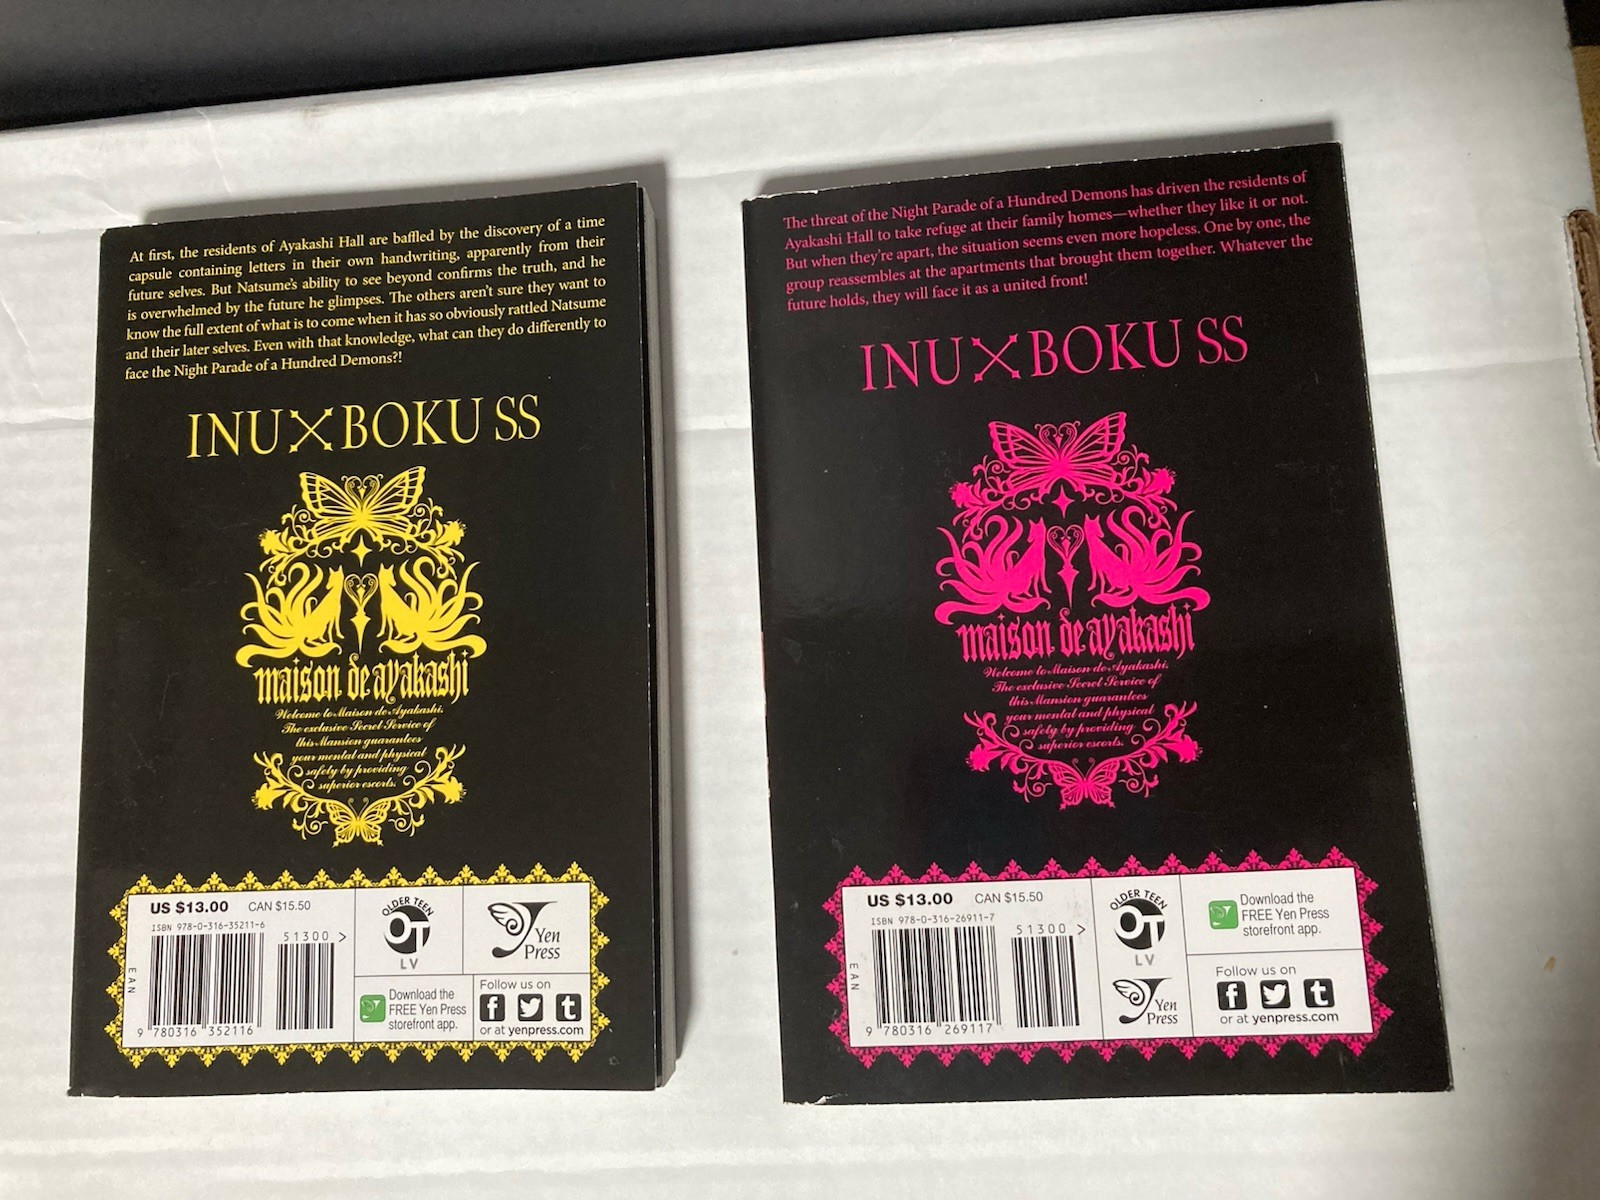 At first, the residents of Ayakashi Hall are baffled by the discovery of a time
capsule containing letters in their own handwriting, apparently from their
future selves. But Natsume's ability to see beyond confirms the truth, and he
is overwhelmed by the future he glimpses. The others aren't sure they want to
know the full extent of what is to come when it has so obviously rattled Natsume
and their later selves. Even with that knowledge, what can they do differently to
face the Night Parade of a Hundred Demons?!
INU×BOKU SS
maison de ayakashi
Welcome to Maison de Ayakashi.
The exclusive Secret Service of
this Mansion guarantees
your mental and physical
safety by providing
superior escorts.
US $13.00 CAN $15.50
ISBN 978-0-316-35211-6
51300 >
EAN
9 780316 352116
OLDER TEEN
OT
LV
Yen
Press
Download the
FREE Yen Press
storefront app.
Follow us on
f t
or at yenpress.com
The threat of the Night Parade of a Hundred Demons has driven the residents of
Ayakashi Hall to take refuge at their family homes—whether they like it or not.
But when they're apart, the situation seems even more hopeless. One by one, the
group reassembles at the apartments that brought them together. Whatever the
future holds, they will face it as a united front!
INU×BOKU SS
maison de ayakashi
Welcome to Maison de Ayakashi.
The exclusive Secret Service of
this Mansion guarantees
your mental and physical
safety by providing
superior escorts.
US $13.00 CAN $15.50
ISBN 978-0-316-26911-7
51300 >
EAN
9 780316 269117
OLDER TEEN
OT
LV
Yen
Press
Download the
FREE Yen Press
storefront app.
Follow us on
f t
or at yenpress.com